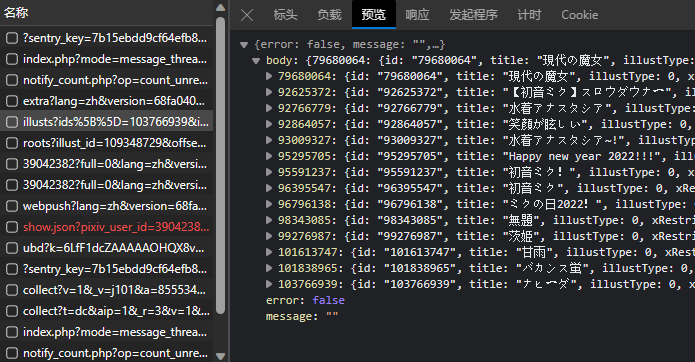 名称
?sentry_key=7b15ebdd9cf64efb8...
index.php?mode=message_threa...
notify_count.php?op=count_unre...
extra?lang=zh&version=68fa040...
illusts?ids%5B%5D=103766939&i...
roots?illust_id=109348729&offse...
39042382?full=0&lang=zh&versio...
39042382?full=1&lang=zh&versio...
webpush?lang=zh&version=68fa...
show.json?pixiv_user_id=3904238...
ubd?k=6LfF1dcZAAAAAOHQX8v...
?sentry_key=7b15ebdd9cf64efb8...
collect?v=1&_v=j101&a=855534...
collect?t=dc&aip=1&_r=3&v=1&...
index.php?mode=message_threa...
notify_count.php?op=count_unre...
标头 负载 预览 响应 发起程序 计时 Cookie
{error: false, message: "",…}
body: {79680064: {id: "79680064", title: "現代の魔女", illustType
79680064: {id: "79680064", title: "現代の魔女", illustType: 0, x
92625372: {id: "92625372", title: "【初音ミク】スロウダウナー",
92766779: {id: "92766779", title: "水着アナスタシア", illustTyp
92864057: {id: "92864057", title: "笑顔が眩しい", illustType: 0,
93009327: {id: "93009327", title: "水着アナスタシア~!", illustT
95295705: {id: "95295705", title: "Happy new year 2022!!!", ill
95591237: {id: "95591237", title: "初音ミク！", illustType: 0, x
96395547: {id: "96395547", title: "初音ミク", illustType: 0, xRe
96796138: {id: "96796138", title: "ミクの日2022！", illustType:
98343085: {id: "98343085", title: "無題", illustType: 0, xRestri
99276987: {id: "99276987", title: "茨姫", illustType: 0, xRestri
101613747: {id: "101613747", title: "甘雨", illustType: 0, xRest
101838965: {id: "101838965", title: "バカンス蛍", illustType: 0,
103766939: {id: "103766939", title: "ナヒーダ", illustType: 0, x
error: false
message: ""